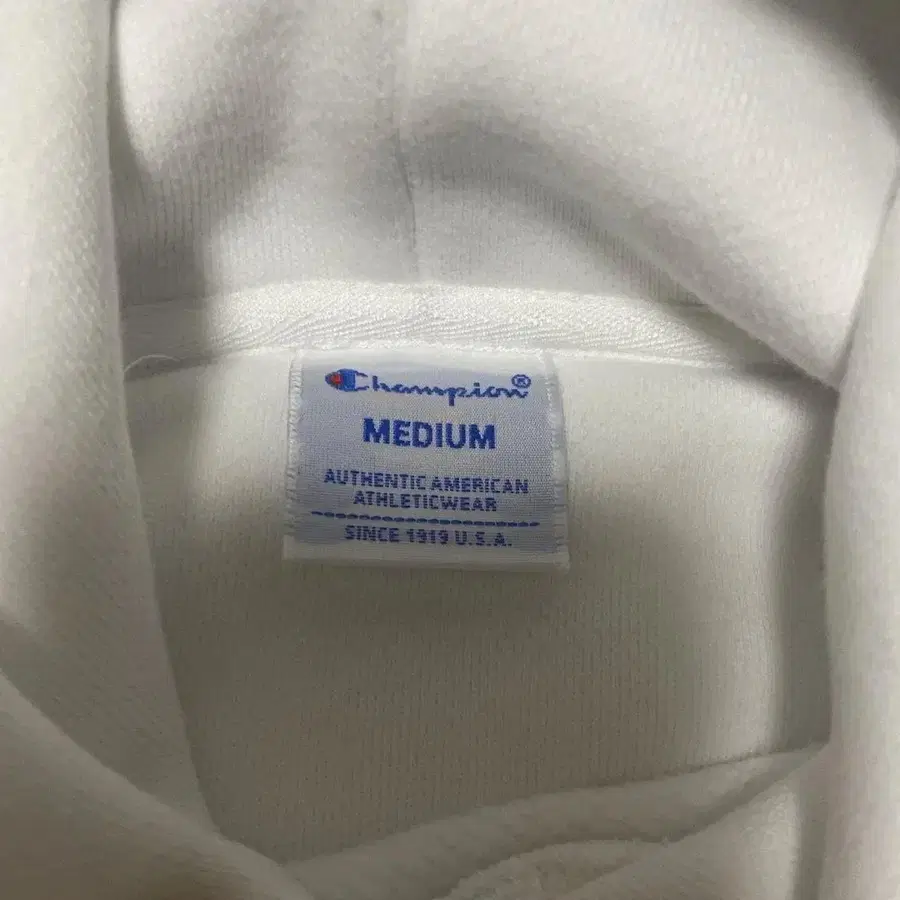 Champion®
MEDIUM
AUTHENTIC AMERICAN
ATHLETICWEAR
SINCE 1919 U.S.A.